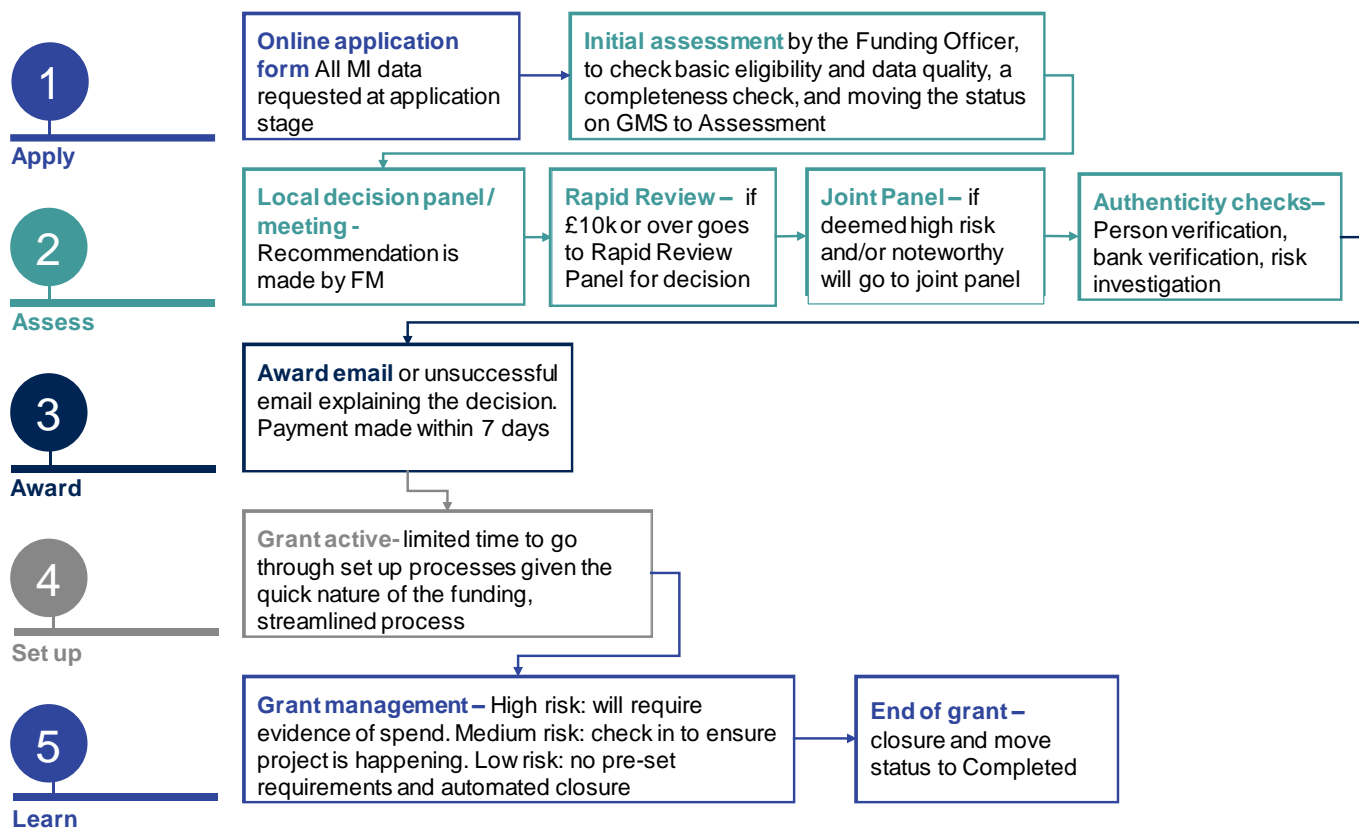 1
Apply
Online application
form All MI data
requested at application
stage
Initial assessment by the Funding Officer,
to check basic eligibility and data quality, a
completeness check, and moving the status
on GMS to Assessment
2
Assess
Local decision panel /
meeting -
Recommendation is
made by FM
Rapid Review – if
£10k or over goes
to Rapid Review
Panel for decision
Joint Panel – if
deemed high risk
and/or noteworthy
will go to joint panel
Authenticity checks–
Person verification,
bank verification, risk
investigation
3
Award
Award email or unsuccessful
email explaining the decision.
Payment made within 7 days
4
Set up
Grant active- limited time to go
through set up processes given the
quick nature of the funding,
streamlined process
5
Learn
Grant management – High risk: will require
evidence of spend. Medium risk: check in to ensure
project is happening. Low risk: no pre-set
requirements and automated closure
End of grant –
closure and move
status to Completed